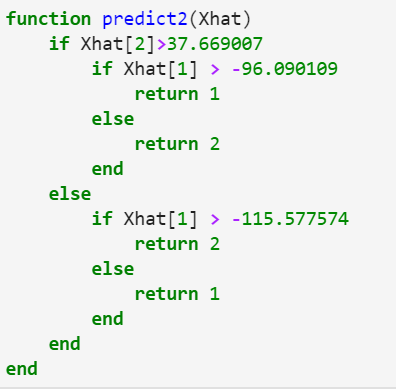 function predict2(Xhat)
    if Xhat[2]>37.669007
        if Xhat[1] > -96.090109
            return 1
        else
            return 2
        end
    else
        if Xhat[1] > -115.577574
            return 2
        else
            return 1
        end
    end
end